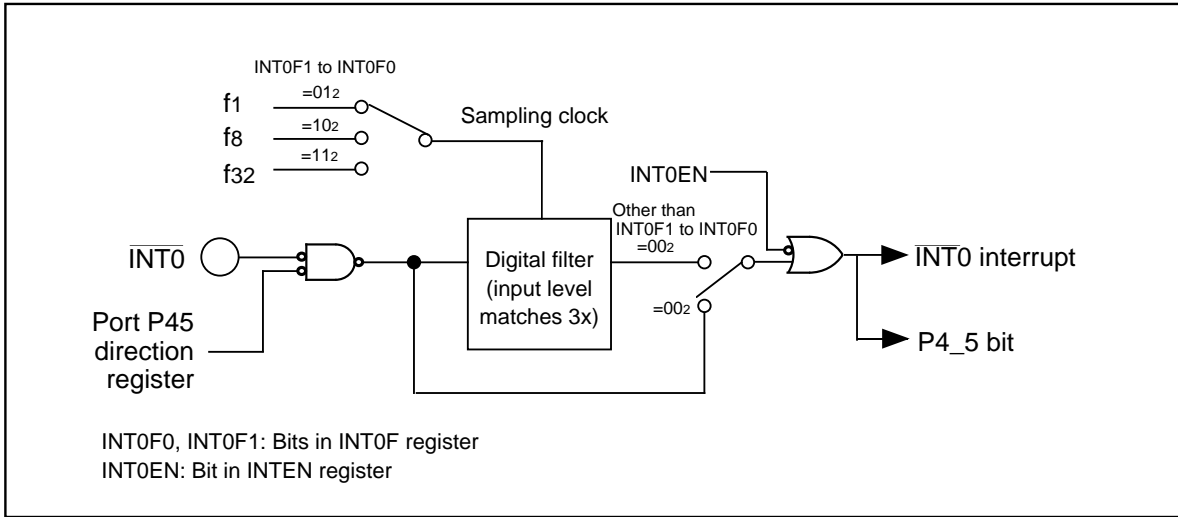 INT0F1 to INT0F0
f1
=012
f8
=102
f32
=112
Sampling clock
INT0EN
Other than
INT0F1 to INT0F0
=002
INT0
Digital filter
(input level
matches 3x)
=002
INT0 interrupt
P4_5 bit
Port P45
direction
register
INT0F0, INT0F1: Bits in INT0F register
INT0EN: Bit in INTEN register